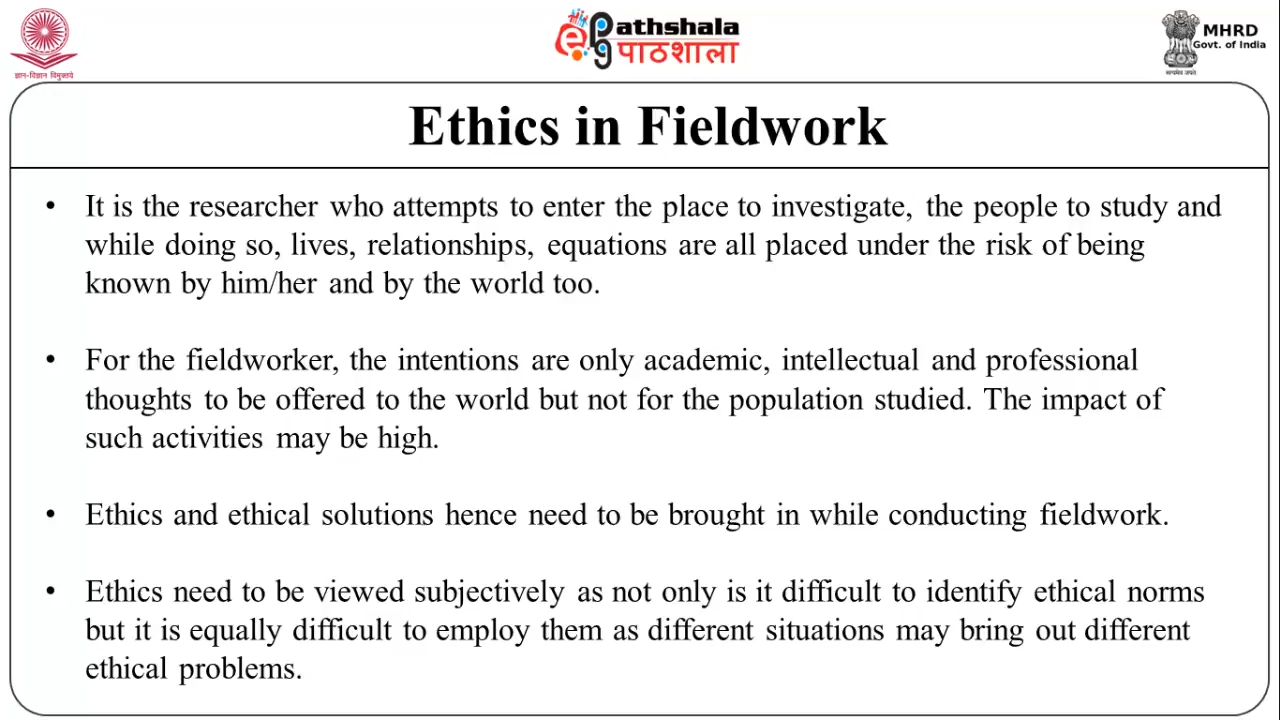 ज्ञान-विज्ञान विमुक्तये
ePathshala
पाठशाला
MHRD
Govt. of India
सत्यमेव जयते
Ethics in Fieldwork
• It is the researcher who attempts to enter the place to investigate, the people to study and
while doing so, lives, relationships, equations are all placed under the risk of being
known by him/her and by the world too.
• For the fieldworker, the intentions are only academic, intellectual and professional
thoughts to be offered to the world but not for the population studied. The impact of
such activities may be high.
• Ethics and ethical solutions hence need to be brought in while conducting fieldwork.
• Ethics need to be viewed subjectively as not only is it difficult to identify ethical norms
but it is equally difficult to employ them as different situations may bring out different
ethical problems.